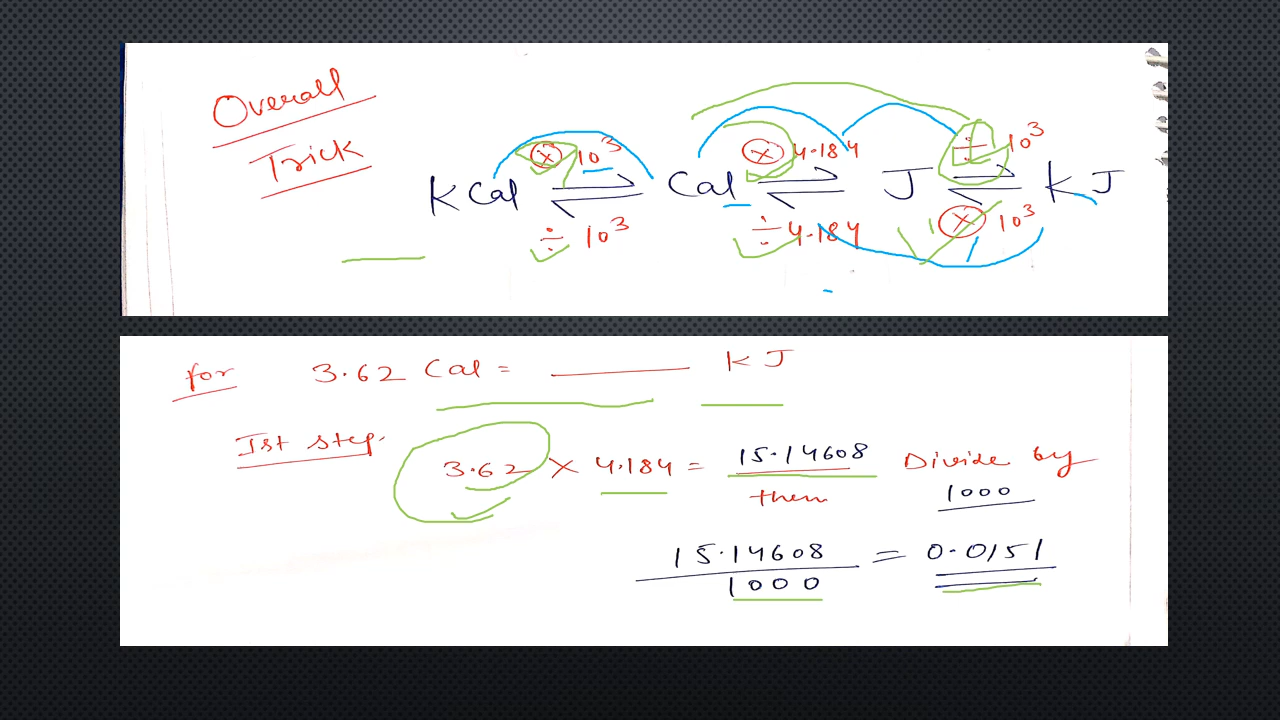 Overall
Trick
× 10³ × 4.184 ÷ 10³
KCal ⇌ Cal ⇌ J ⇌ KJ
÷ 10³ ÷ 4.184 × 10³
for 3.62 Cal = ______ KJ
Ist step.
3.62 × 4.184 = 15.14608 Divide by
then 1000
15.14608 = 0.0151
1000